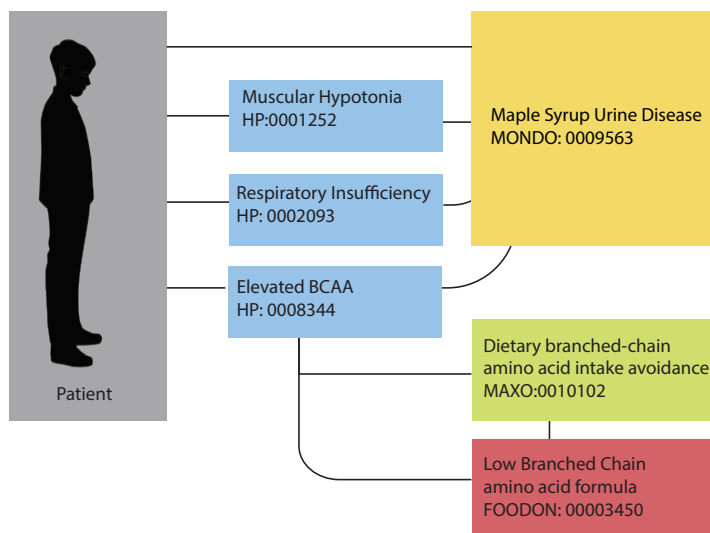 Muscular Hypotonia
HP:0001252
Maple Syrup Urine Disease
MONDO: 0009563
Respiratory Insufficiency
HP: 0002093
Elevated BCAA
HP: 0008344
Patient
Dietary branched-chain
amino acid intake avoidance
MAXO:0010102
Low Branched Chain
amino acid formula
FOODON: 00003450